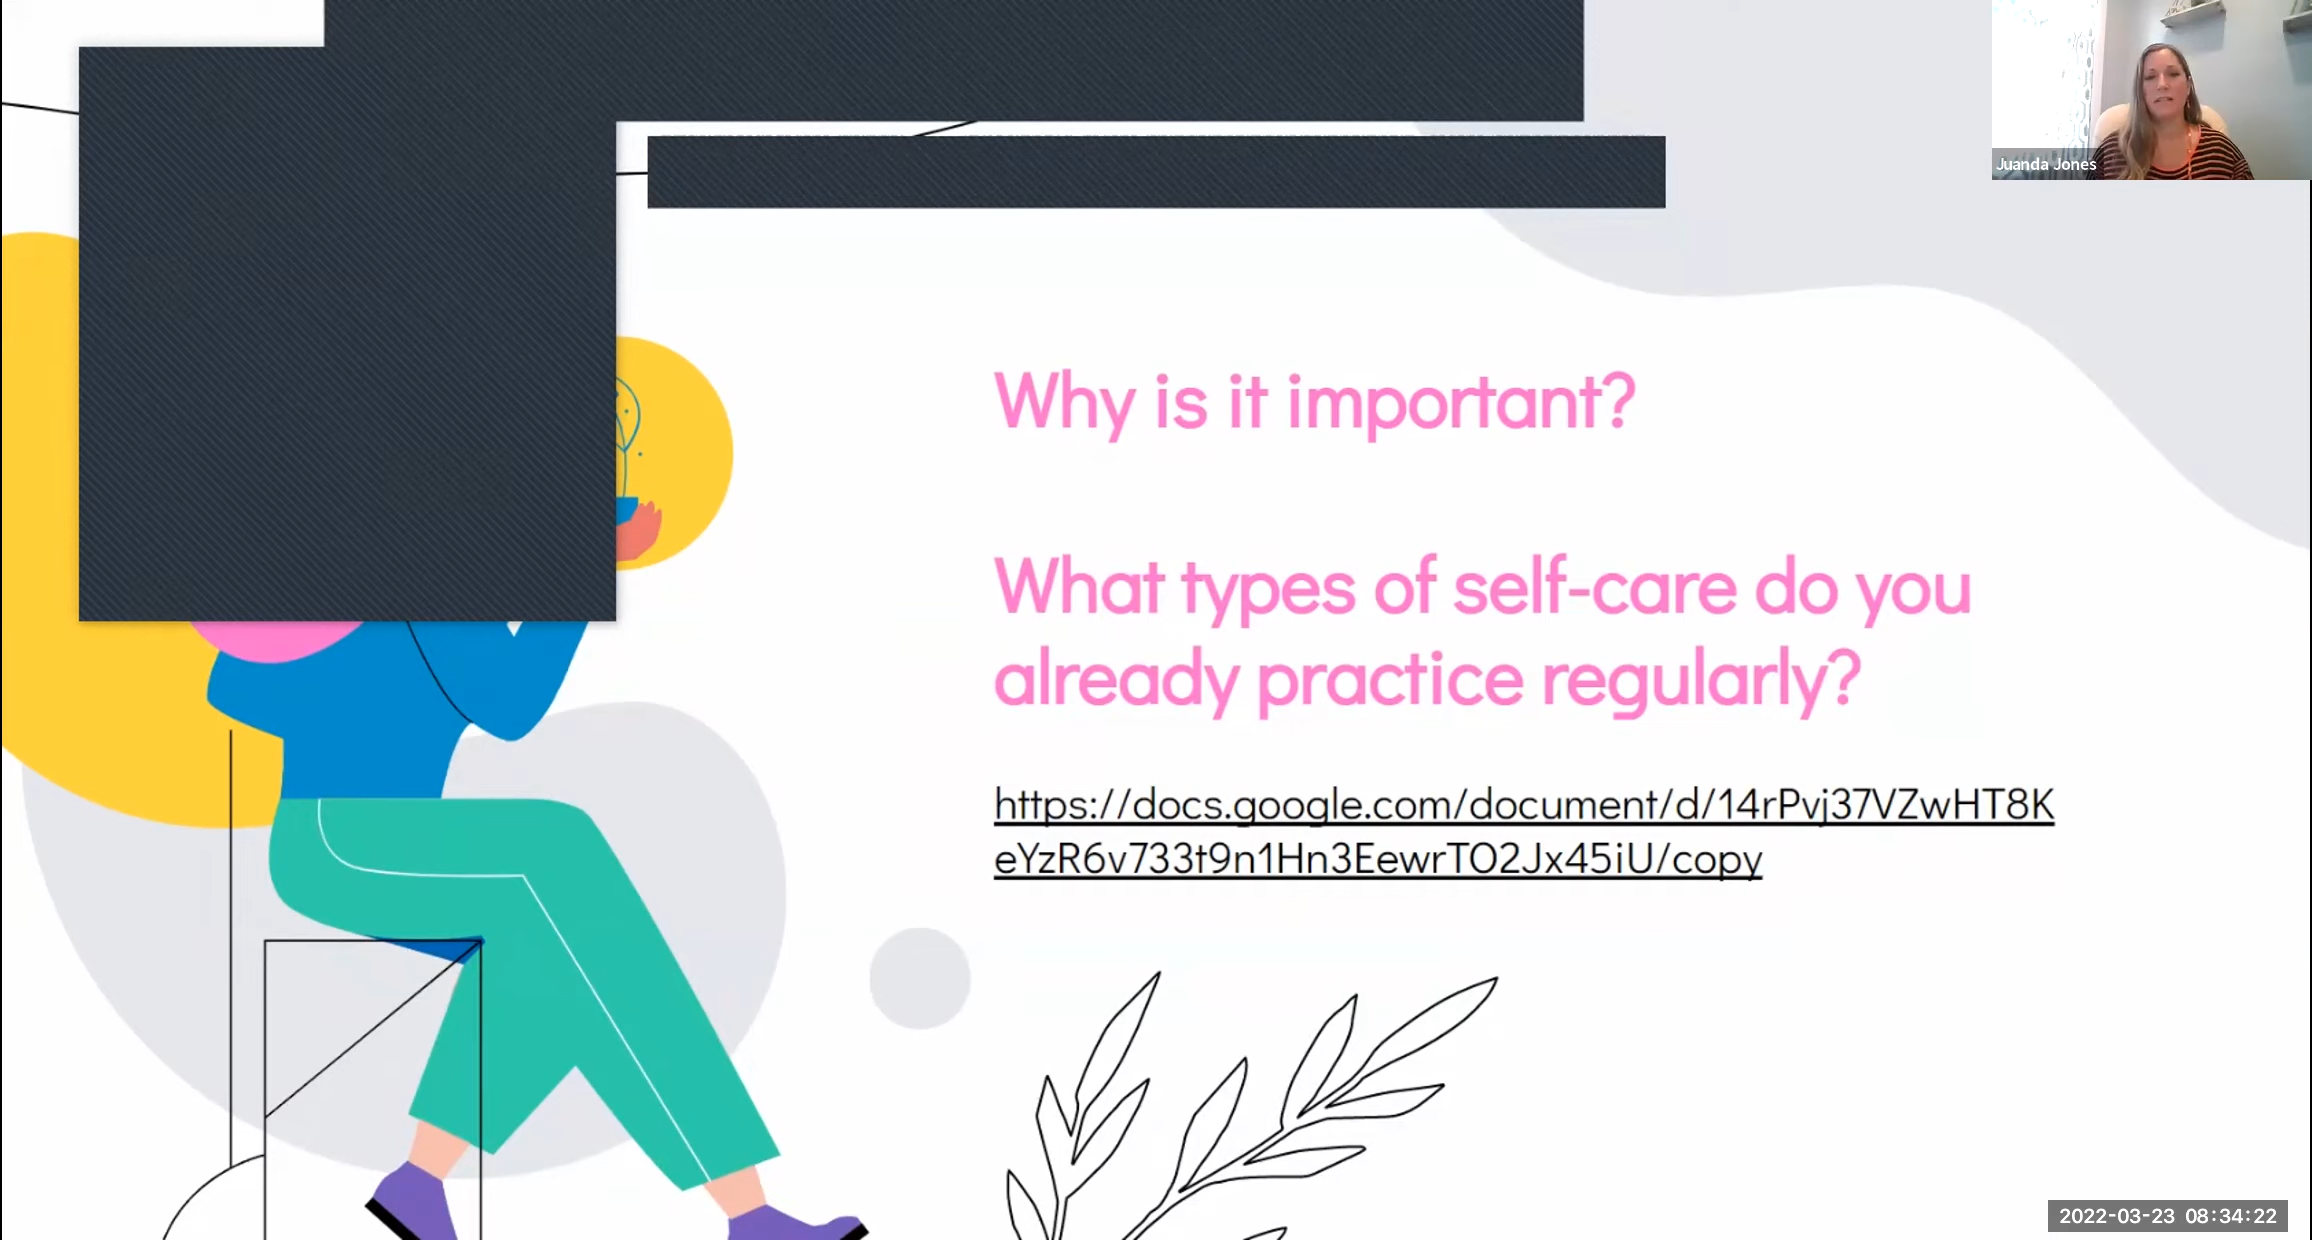 Juanda Jones
Why is it important?
What types of self-care do you
already practice regularly?
https://docs.google.com/document/d/14rPvj37VZwHT8K
eYzR6v733t9n1Hn3EewrTO2Jx45iU/copy
2022-03-23 08:34:22